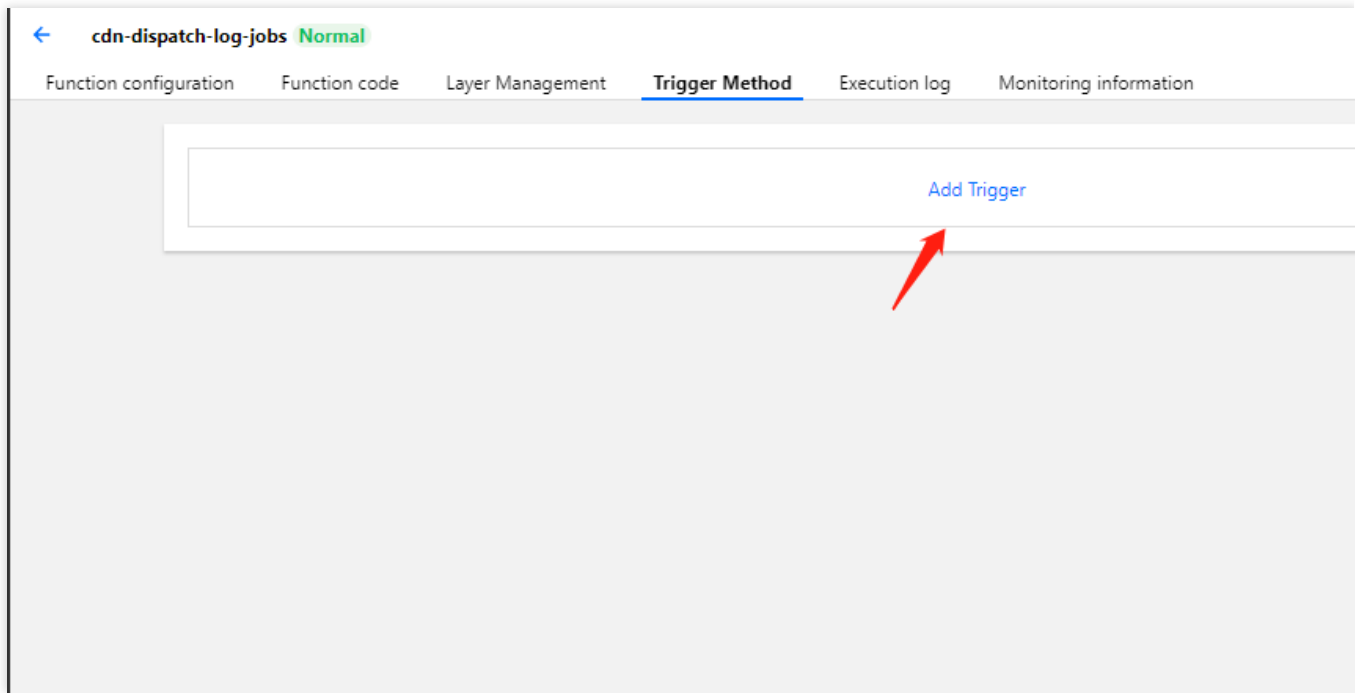 cdn-dispatch-log-jobs Normal
Function configuration Function code Layer Management Trigger Method Execution log Monitoring information
Add Trigger